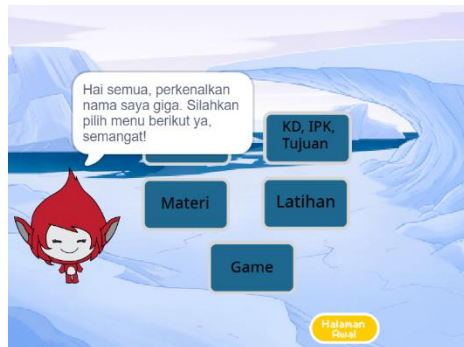 Hai semua, perkenalkan
nama saya giga. Silahkan
pilih menu berikut ya,
semangat!
KD, IPK,
Tujuan
Materi
Latihan
Game
Halaman
Awal